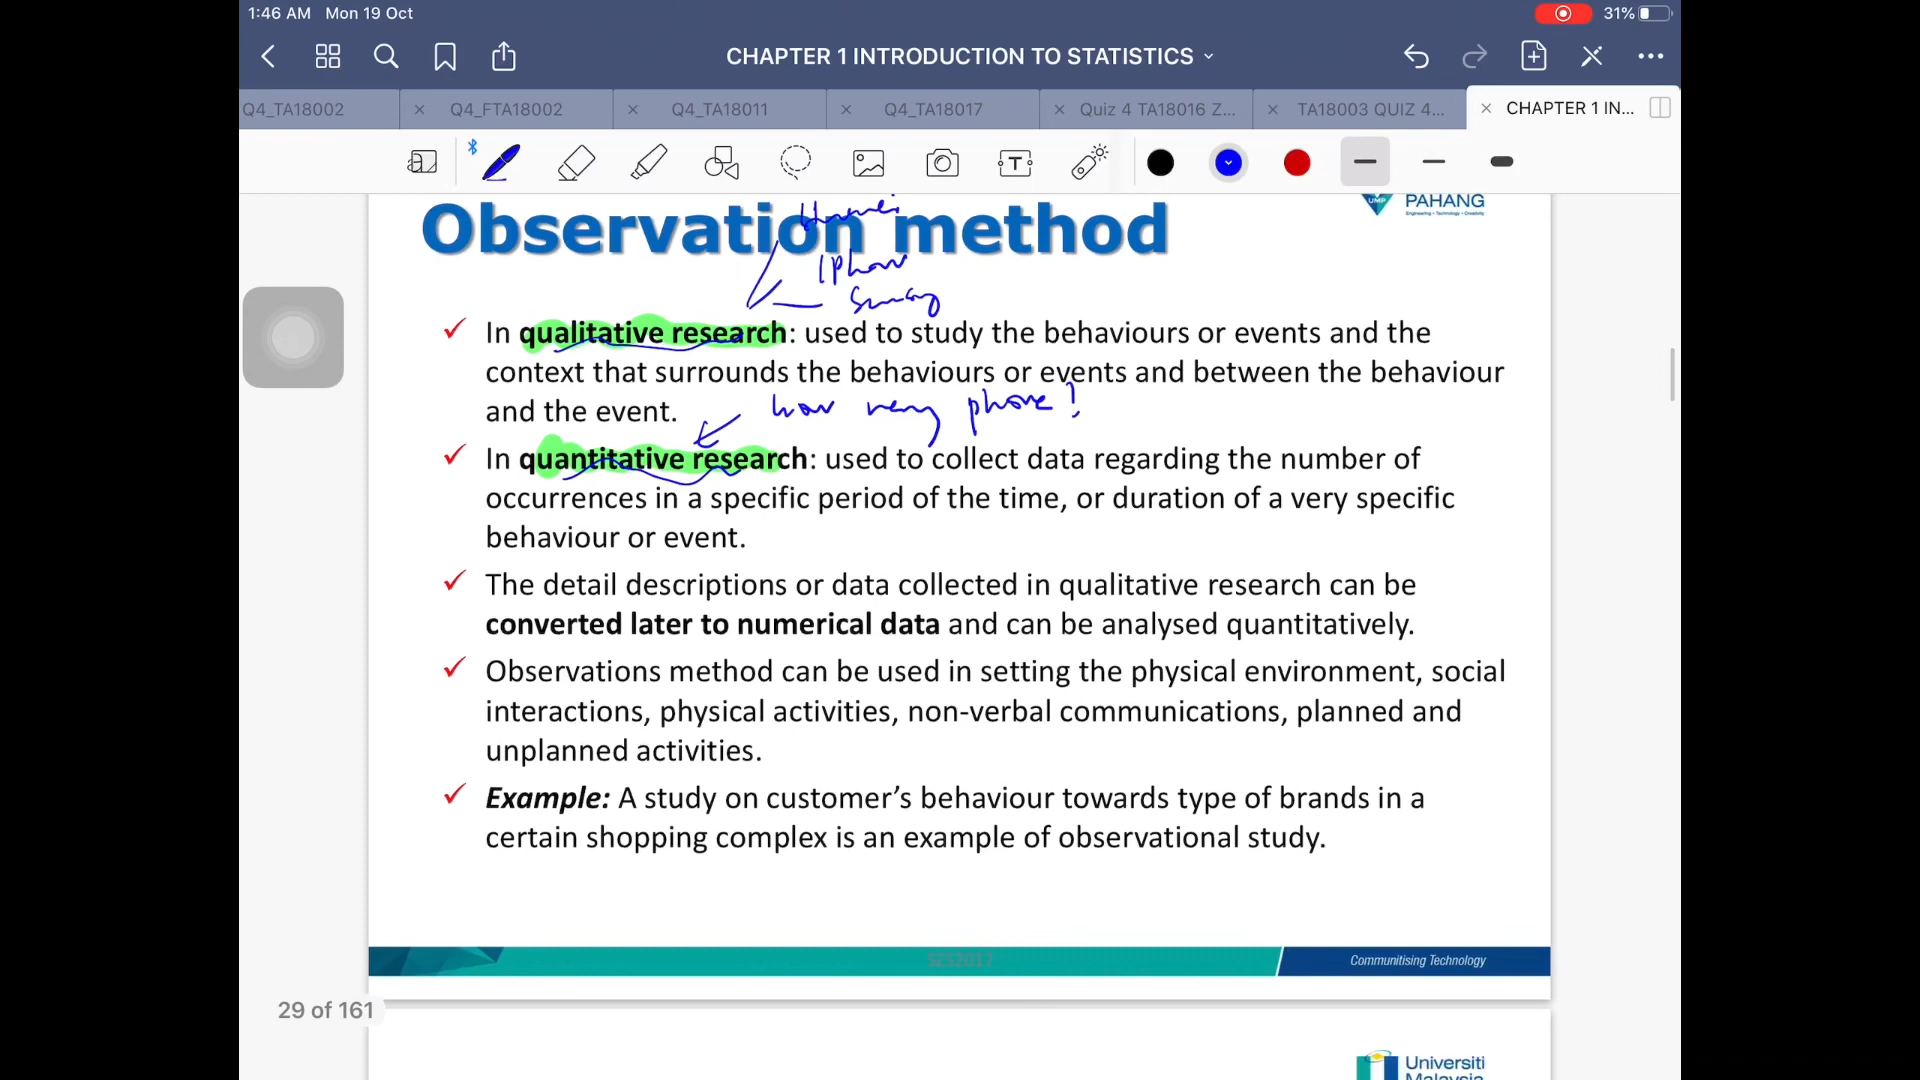 1:46 AM Mon 19 Oct
31%
CHAPTER 1 INTRODUCTION TO STATISTICS
Q4_TA18002
Q4_FTA18002
Q4_TA18011
Q4_TA18017
Quiz 4 TA18016 Z...
TA18003 QUIZ 4...
CHAPTER 1 IN...
UMP PAHANG
Engineering • Technology • Creativity
Observation method
In qualitative research: used to study the behaviours or events and the
context that surrounds the behaviours or events and between the behaviour
and the event.
phone?
In quantitative research: used to collect data regarding the number of
occurrences in a specific period of the time, or duration of a very specific
behaviour or event.
The detail descriptions or data collected in qualitative research can be
converted later to numerical data and can be analysed quantitatively.
Observations method can be used in setting the physical environment, social
interactions, physical activities, non-verbal communications, planned and
unplanned activities.
Example: A study on customer's behaviour towards type of brands in a
certain shopping complex is an example of observational study.
SZS2017
Communitising Technology
29 of 161
Universiti
Malaysia